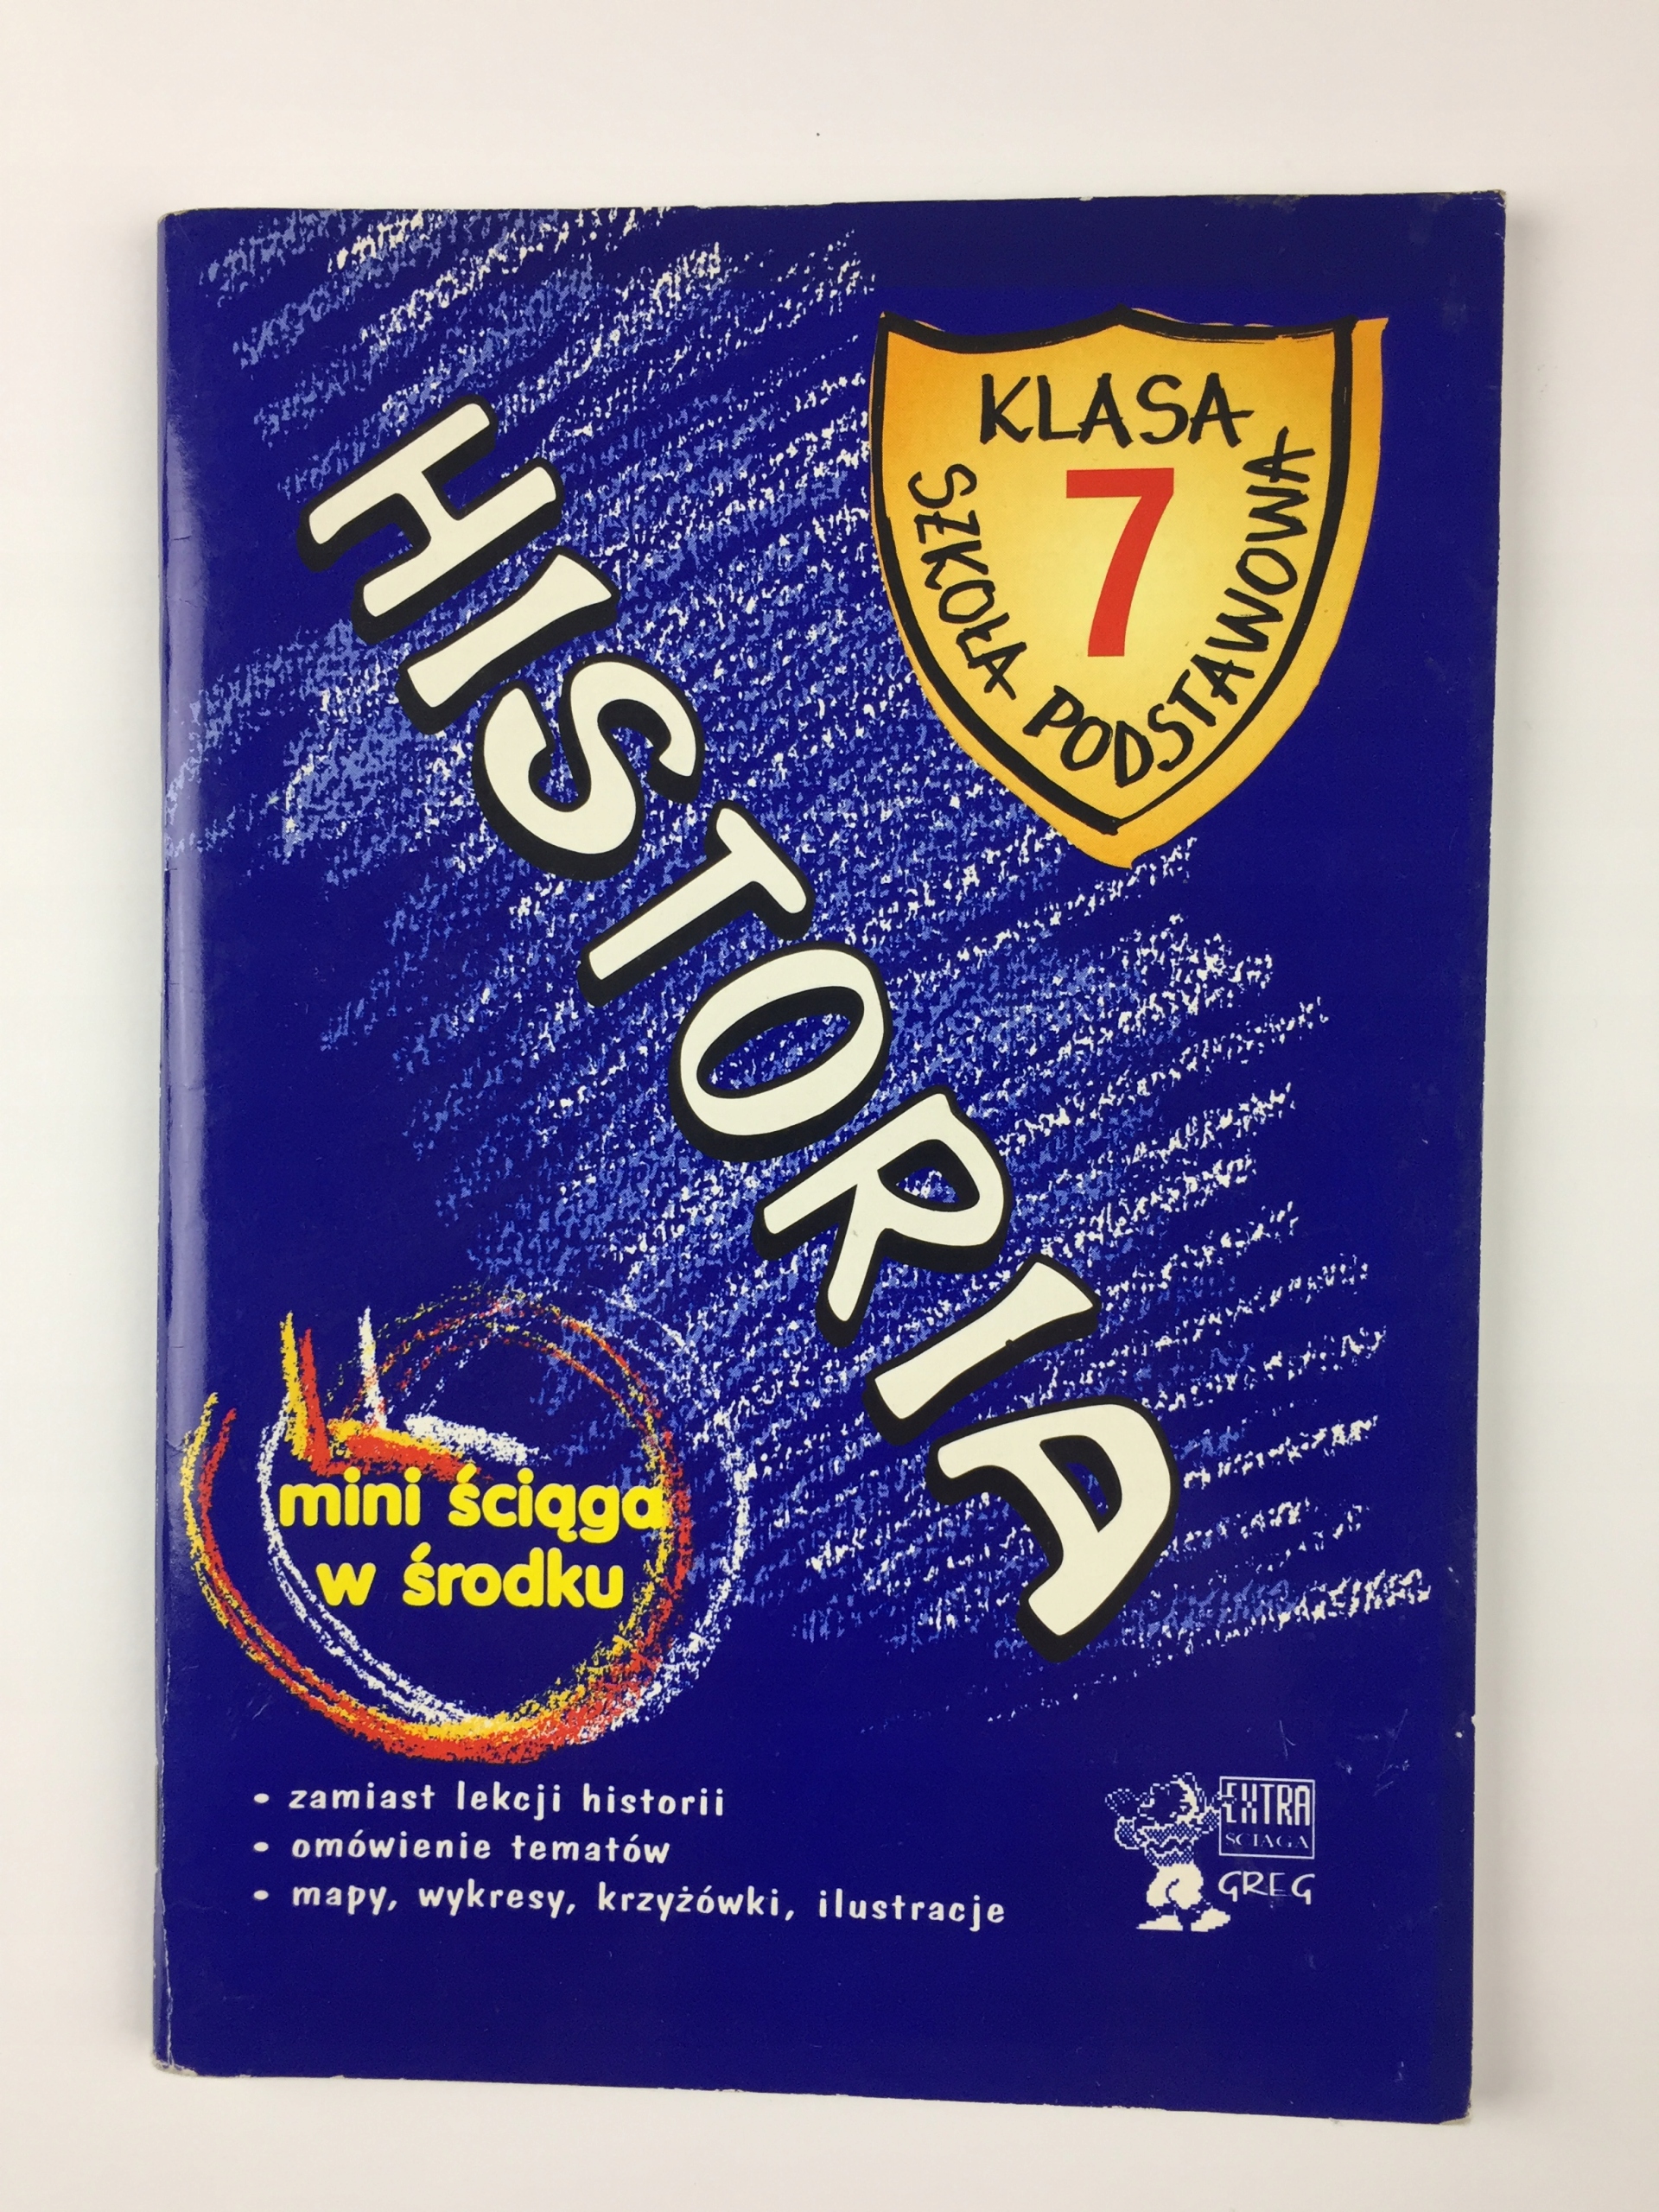 KLASA
7
SZKOŁA PODSTAWOWA
HISTORIA
mini ściąga
w środku
• zamiast lekcji historii
• omówienie tematów
• mapy, wykresy, krzyżówki, ilustracje
EXTRA
ŚCIĄGA
GREG